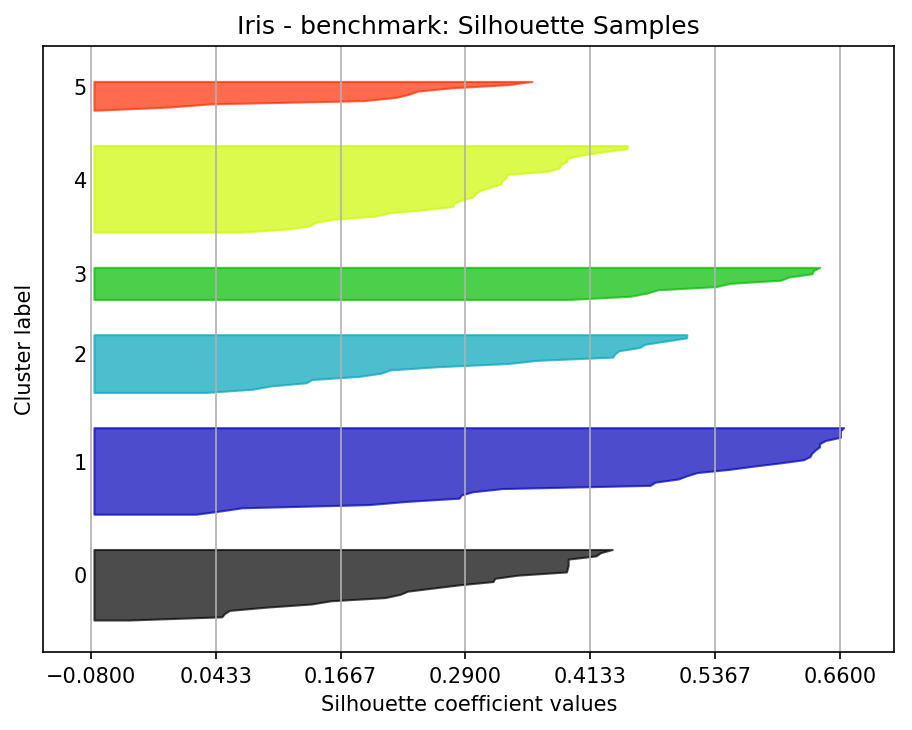 Iris - benchmark: Silhouette Samples
5
4
3
2
1
0
Cluster label
−0.0800 0.0433 0.1667 0.2900 0.4133 0.5367 0.6600
Silhouette coefficient values